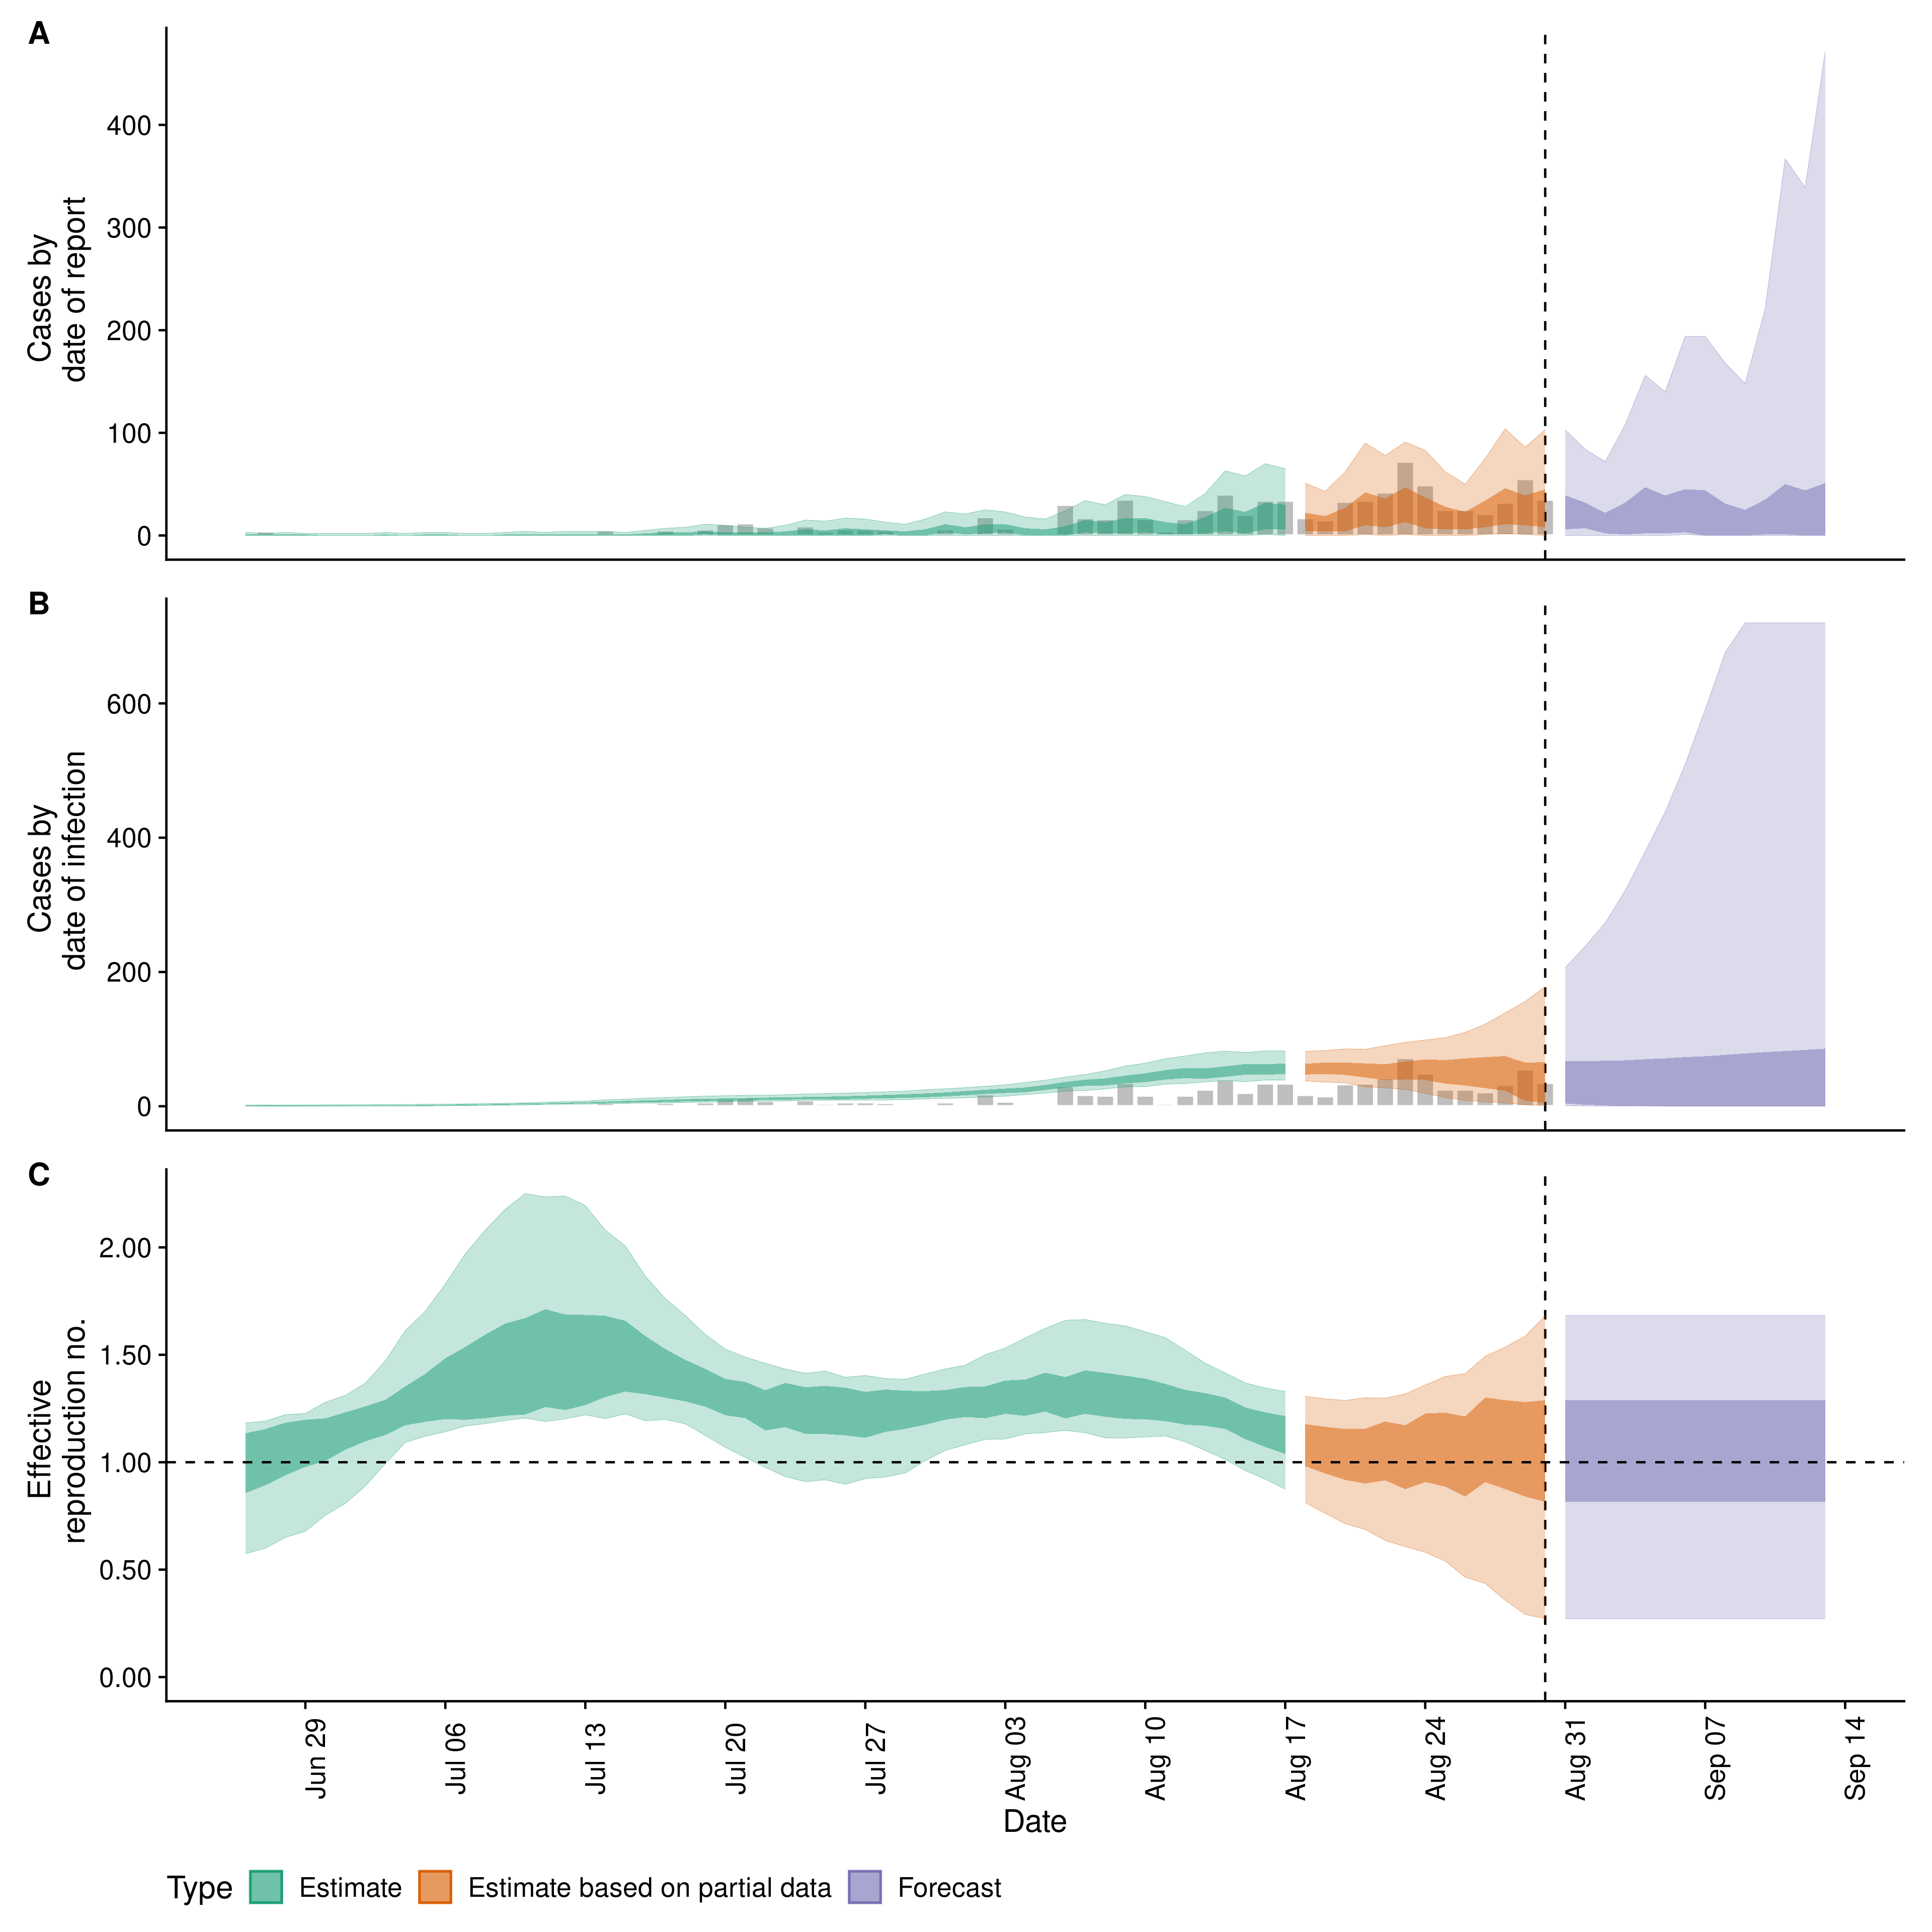 A
Cases by
date of report
400
300
200
100
0
B
Cases by
date of infection
600
400
200
0
C
Effective
reproduction no.
2.00
1.50
1.00
0.50
0.00
Jun 29
Jul 06
Jul 13
Jul 20
Jul 27
Aug 03
Aug 10
Aug 17
Aug 24
Aug 31
Sep 07
Sep 14
Date
Type Estimate Estimate based on partial data Forecast